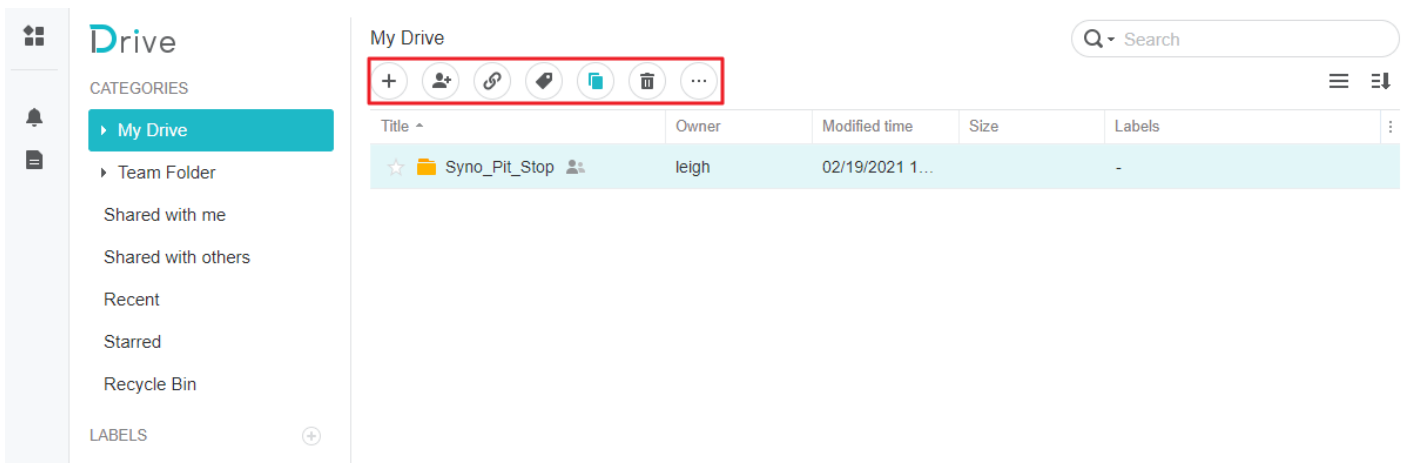 Drive
CATEGORIES
My Drive
Team Folder
Shared with me
Shared with others
Recent
Starred
Recycle Bin
LABELS
My Drive
Search
Title Owner Modified time Size Labels
Syno_Pit_Stop leigh 02/19/2021 1... -